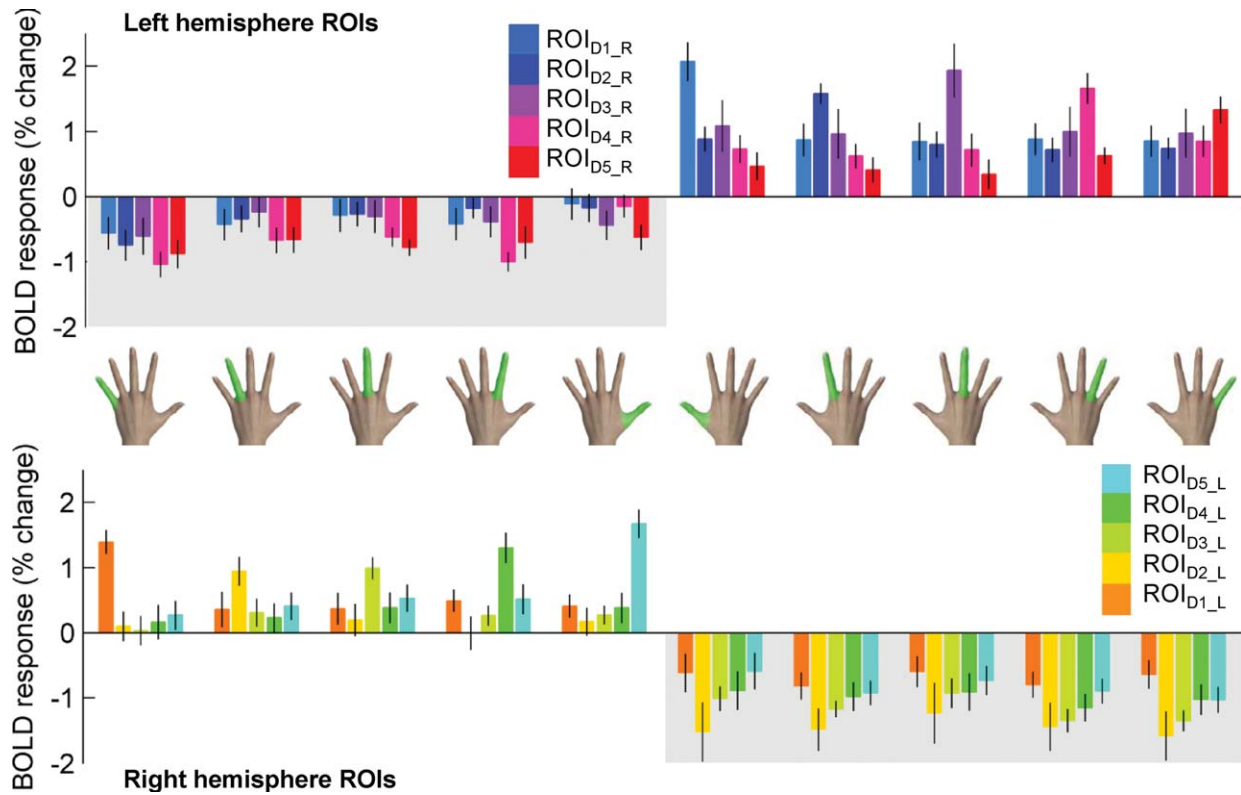 Left hemisphere ROIs
BOLD response (% change)
2
1
0
-1
-2
ROI_D1_R
ROI_D2_R
ROI_D3_R
ROI_D4_R
ROI_D5_R
BOLD response (% change)
2
1
0
-1
-2
ROI_D5_L
ROI_D4_L
ROI_D3_L
ROI_D2_L
ROI_D1_L
Right hemisphere ROIs